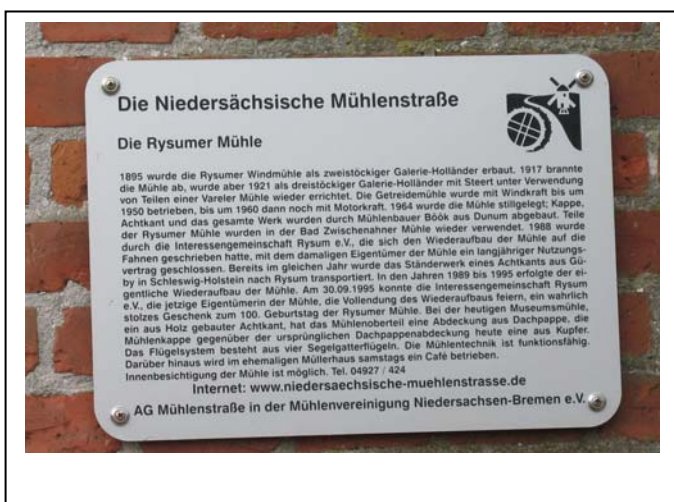 Die Niedersächsische Mühlenstraße
Die Rysumer Mühle
1895 wurde die Rysumer Windmühle als zweistöckiger Galerie-Holländer erbaut. 1917 brannte
die Mühle ab, wurde aber 1921 als dreistöckiger Galerie-Holländer mit Steert unter Verwendung
von Teilen einer Vareler Mühle wieder errichtet. Die Getreidemühle wurde mit Windkraft bis um
1950 betrieben, bis um 1960 dann noch mit Motorkraft. 1964 wurde die Mühle stillgelegt; Kappe,
Achtkant und das gesamte Werk wurden durch Mühlenbauer Böök aus Dunum abgebaut. Teile
der Rysumer Mühle wurden in der Bad Zwischenahner Mühle wieder verwendet. 1988 wurde
durch die Interessengemeinschaft Rysum e.V., die sich den Wiederaufbau der Mühle auf die
Fahnen geschrieben hatte, mit dem damaligen Eigentümer der Mühle ein langjähriger Nutzungs-
vertrag geschlossen. Bereits im gleichen Jahr wurde das Ständerwerk eines Achtkants aus Gü-
by in Schleswig-Holstein nach Rysum transportiert. In den Jahren 1989 bis 1995 erfolgte der ei-
gentliche Wiederaufbau der Mühle. Am 30.09.1995 konnte die Interessengemeinschaft Rysum
e.V., die jetzige Eigentümerin der Mühle, die Vollendung des Wiederaufbaus feiern, ein wahrlich
stolzes Geschenk zum 100. Geburtstag der Rysumer Mühle. Bei der heutigen Museumsmühle,
ein aus Holz gebauter Achtkant, hat das Mühlenoberteil eine Abdeckung aus Dachpappe, die
Mühlenkappe gegenüber der ursprünglichen Dachpappenabdeckung heute eine aus Kupfer.
Das Flügelsystem besteht aus vier Segelgatterflügeln. Die Mühlentechnik ist funktionsfähig.
Darüber hinaus wird im ehemaligen Müllerhaus samstags ein Café betrieben.
Innenbesichtigung der Mühle ist möglich. Tel. 04927 / 424
Internet: www.niedersaechsische-muehlenstrasse.de
AG Mühlenstraße in der Mühlenvereinigung Niedersachsen-Bremen e.V.